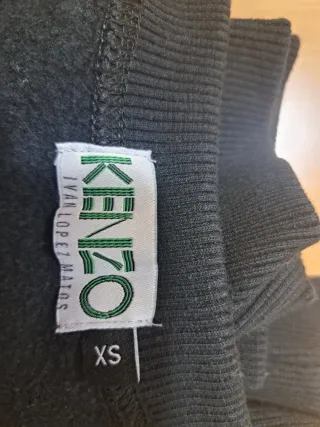 KENZO
IVAN LOPEZ MATOS
XS